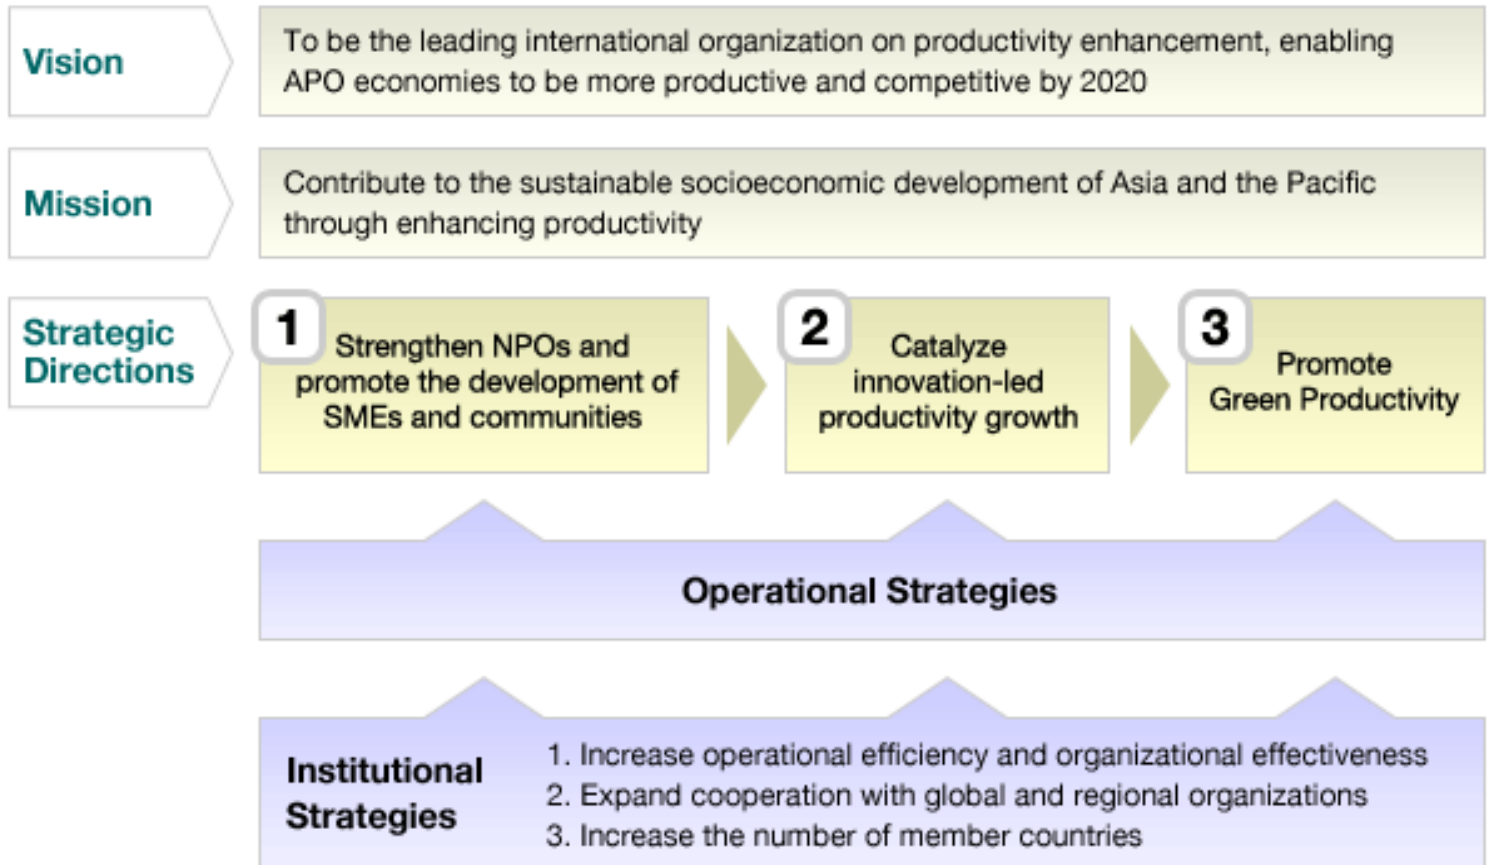 Vision
To be the leading international organization on productivity enhancement, enabling
APO economies to be more productive and competitive by 2020
Mission
Contribute to the sustainable socioeconomic development of Asia and the Pacific
through enhancing productivity
Strategic
Directions
1
Strengthen NPOs and
promote the development of
SMEs and communities
2
Catalyze
innovation-led
productivity growth
3
Promote
Green Productivity
Operational Strategies
Institutional
Strategies
1. Increase operational efficiency and organizational effectiveness
2. Expand cooperation with global and regional organizations
3. Increase the number of member countries